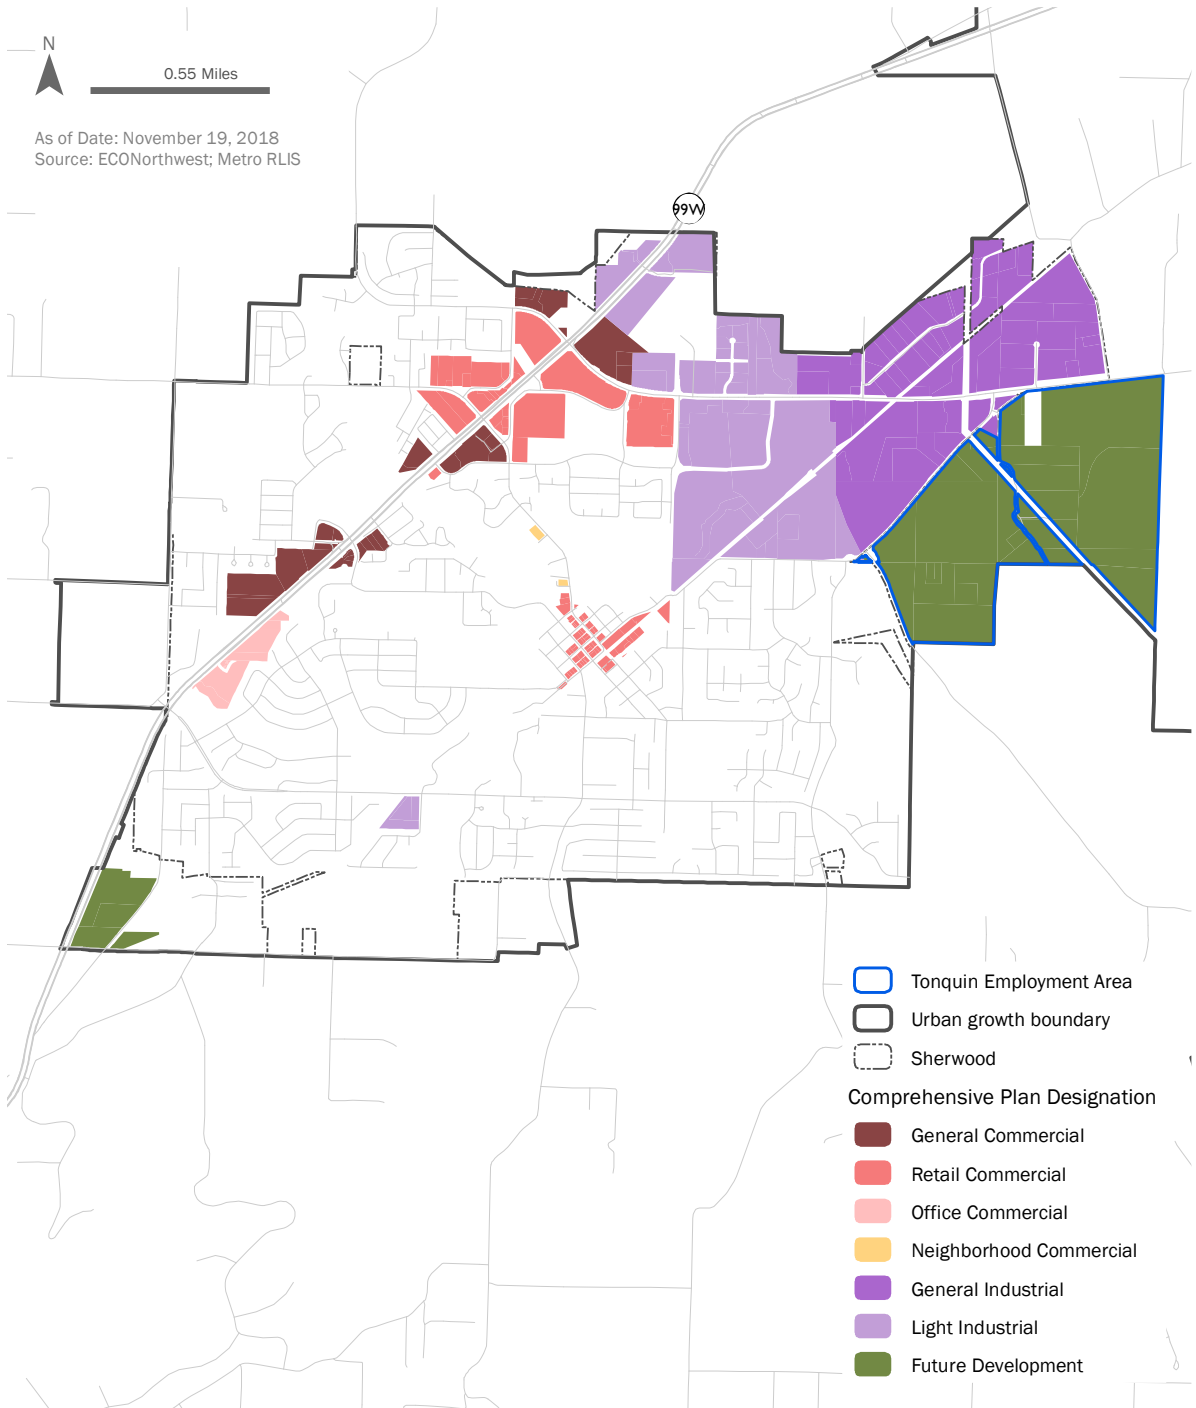 N
0.55 Miles
As of Date: November 19, 2018
Source: ECONorthwest; Metro RLIS
99W
Tonquin Employment Area
Urban growth boundary
Sherwood
Comprehensive Plan Designation
General Commercial
Retail Commercial
Office Commercial
Neighborhood Commercial
General Industrial
Light Industrial
Future Development